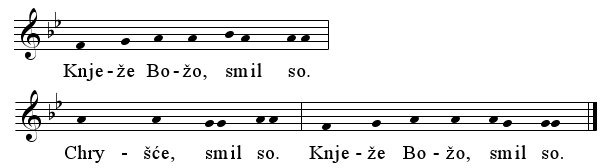 Knje - že Bo - žo, smil so.
Chry - šće, smil so. Knje - že Bo - žo, smil so.